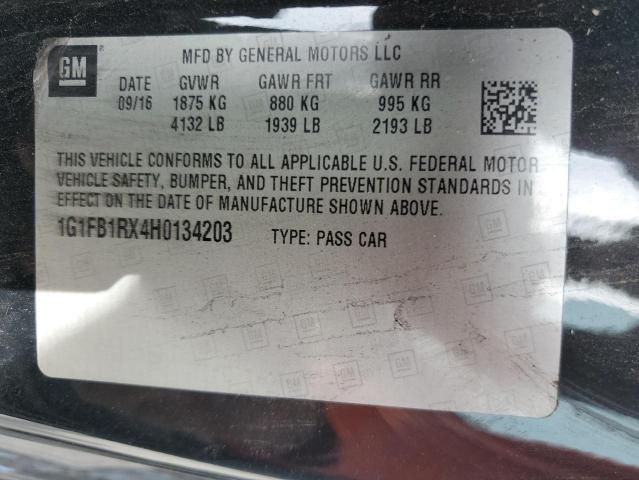 GM
MFD BY GENERAL MOTORS LLC
DATE GVWR GAWR FRT GAWR RR
09/16 1875 KG 880 KG 995 KG
4132 LB 1939 LB 2193 LB
THIS VEHICLE CONFORMS TO ALL APPLICABLE U.S. FEDERAL MOTOR
VEHICLE SAFETY, BUMPER, AND THEFT PREVENTION STANDARDS IN
EFFECT ON THE DATE OF MANUFACTURE SHOWN ABOVE.
1G1FB1RX4H0134203 TYPE: PASS CAR